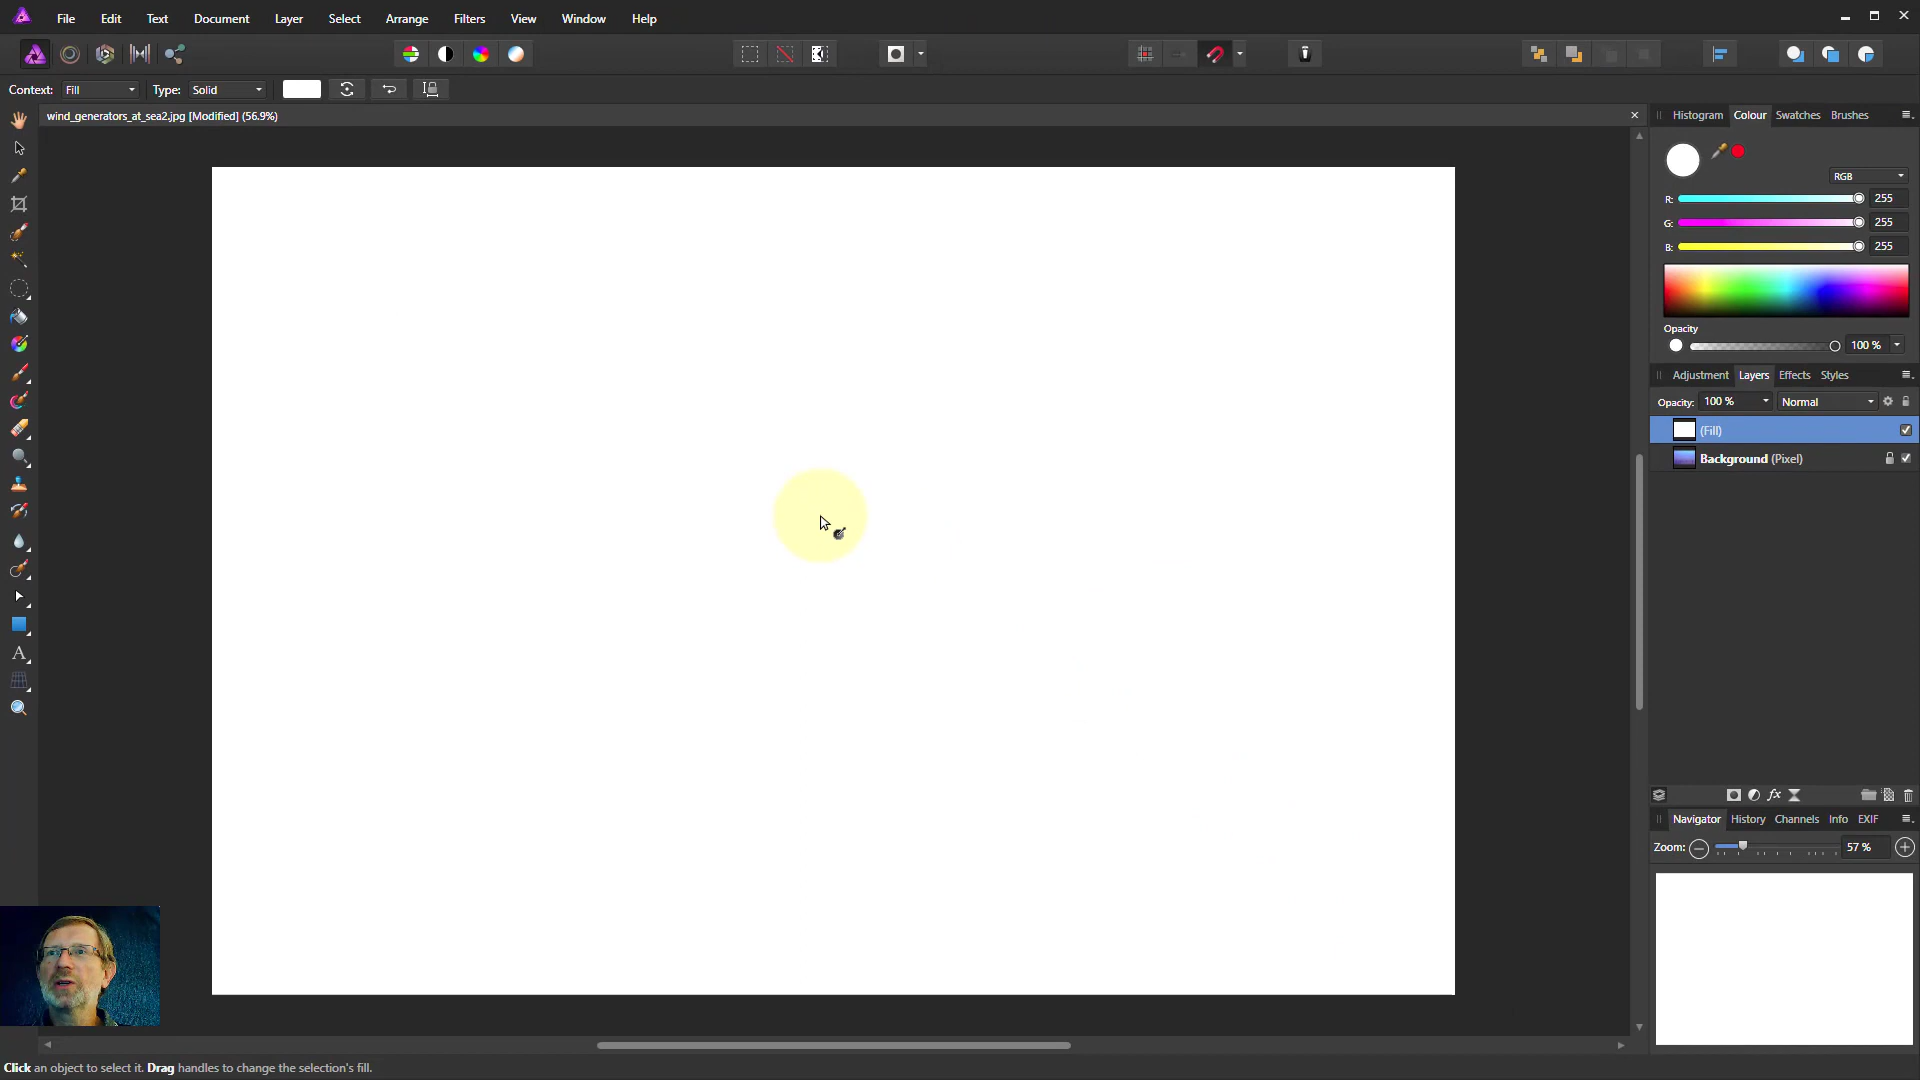 File Edit Text Document Layer Select Arrange Filters View Window Help
Context: Fill Type: Solid
wind_generators_at_sea2.jpg [Modified] (56.9%)
Histogram Colour Swatches Brushes
RGB
R: 255
G: 255
B: 255
Opacity
100 %
Adjustment Layers Effects Styles
Opacity: 100 % Normal
(Fill)
Background (Pixel)
fx
Navigator History Channels Info EXIF
Zoom: 57 %
A
Click an object to select it. Drag handles to change the selection's fill.